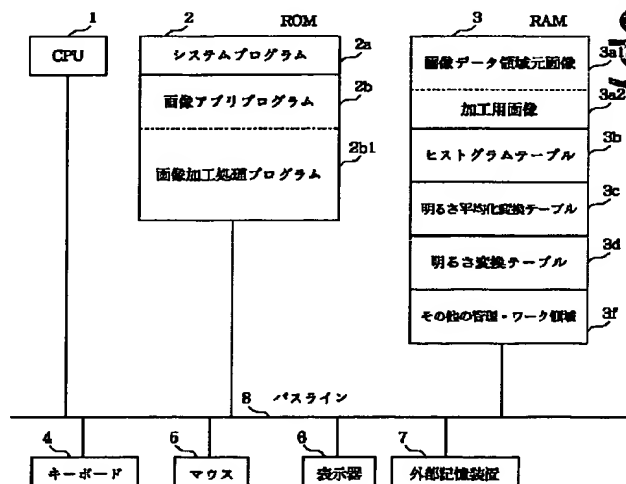 1
CPU
2
ROM
システムプログラム
2a
画像アプリプログラム
2b
画像加工処理プログラム
2b1
3
RAM
画像データ領域元画像
3a1
加工用画像
3a2
ヒストグラムテーブル
3b
明るさ平均化変換テーブル
3c
明るさ変換テーブル
3d
その他の管理・ワーク領域
3f
8
バスライン
4
キーボード
5
マウス
6
表示器
7
外部記憶装置